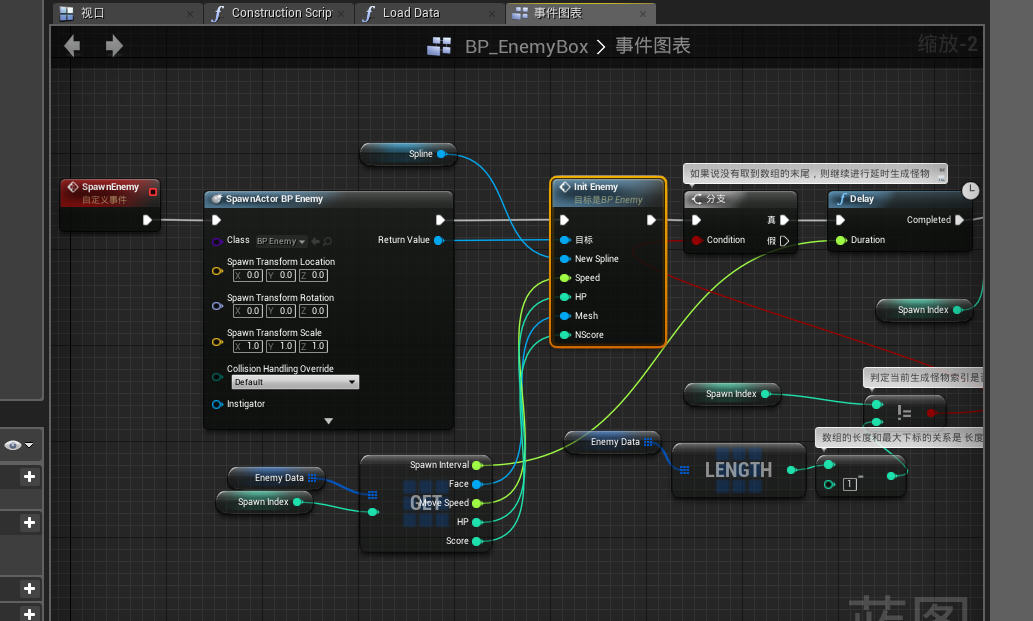 视口
Construction Scrip
Load Data
事件图表
BP_EnemyBox > 事件图表
缩放-2
Spline
SpawnEnemy
自定义事件
SpawnActor BP Enemy
Class BP Enemy
Return Value
Spawn Transform Location
X 0.0 Y 0.0 Z 0.0
Spawn Transform Rotation
X 0.0 Y 0.0 Z 0.0
Spawn Transform Scale
X 1.0 Y 1.0 Z 1.0
Collision Handling Override
Default
Instigator
Init Enemy
目标是BP Enemy
目标
New Spline
Speed
HP
Mesh
NScore
如果说没有取到数组的末尾，则继续进行延时生成怪物
分支
真
Condition 假
Delay
Completed
Duration
Spawn Index
Spawn Index
判定当前生成怪物索引是否
!=
数组的长度和最大下标的关系是 长度
Enemy Data
LENGTH
1
-
Enemy Data
Spawn Index
GET
Spawn Interval
Face
Move Speed
HP
Score
蓝图